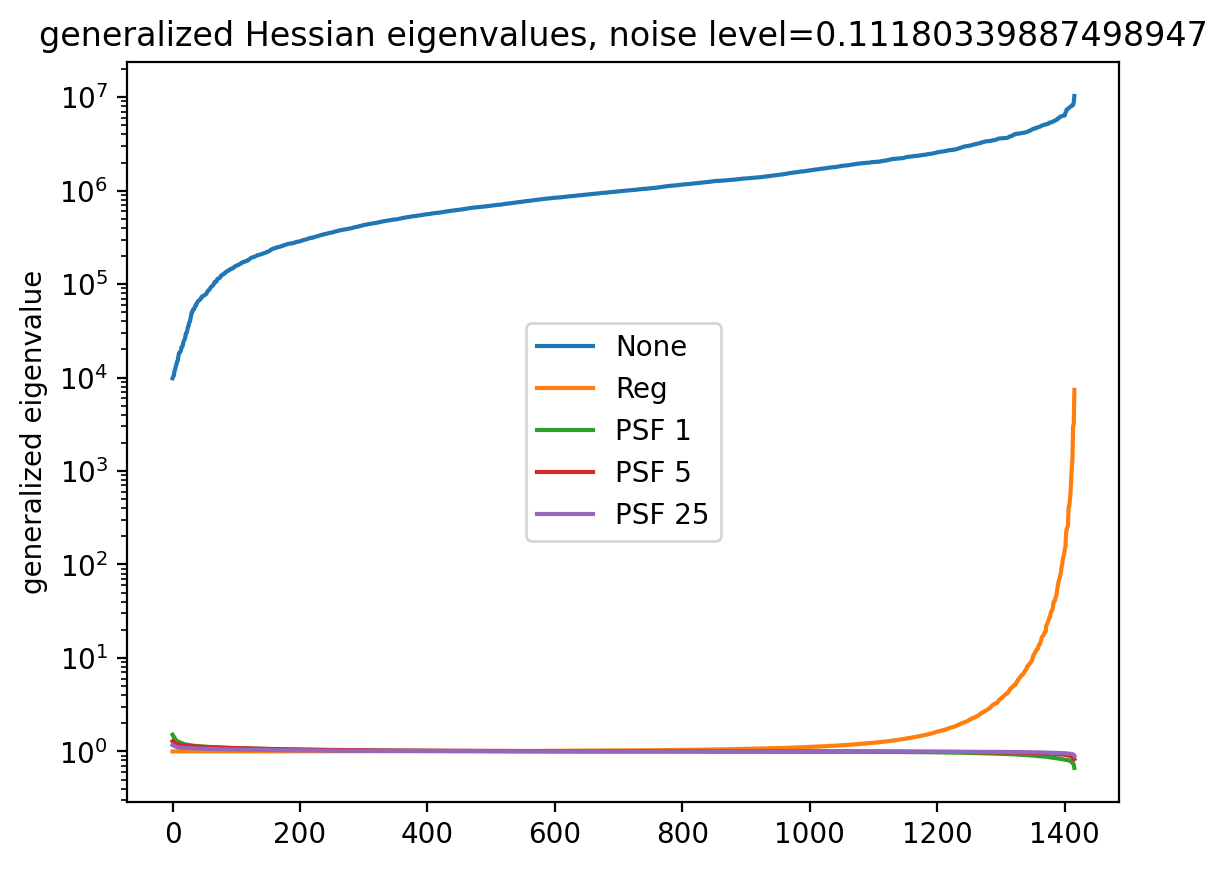 generalized Hessian eigenvalues, noise level=0.11180339887498947
generalized eigenvalue
10⁷
10⁶
10⁵
10⁴
10³
10²
10¹
10⁰
None
Reg
PSF 1
PSF 5
PSF 25
0 200 400 600 800 1000 1200 1400